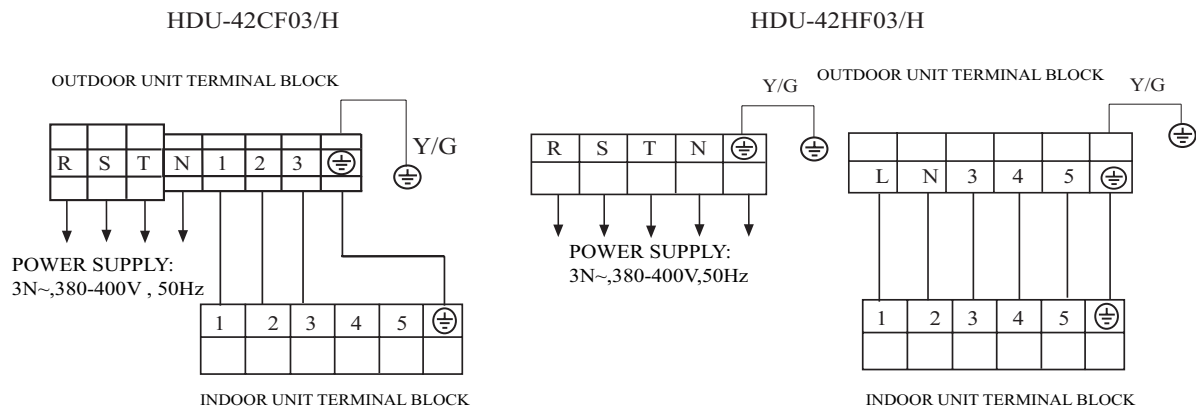 HDU-42CF03/H
OUTDOOR UNIT TERMINAL BLOCK
Y/G
R S T N 1 2 3
POWER SUPPLY:
3N~,380-400V , 50Hz
1 2 3 4 5
INDOOR UNIT TERMINAL BLOCK
HDU-42HF03/H
OUTDOOR UNIT TERMINAL BLOCK
Y/G
Y/G
R S T N
L N 3 4 5
POWER SUPPLY:
3N~,380-400V,50Hz
1 2 3 4 5
INDOOR UNIT TERMINAL BLOCK